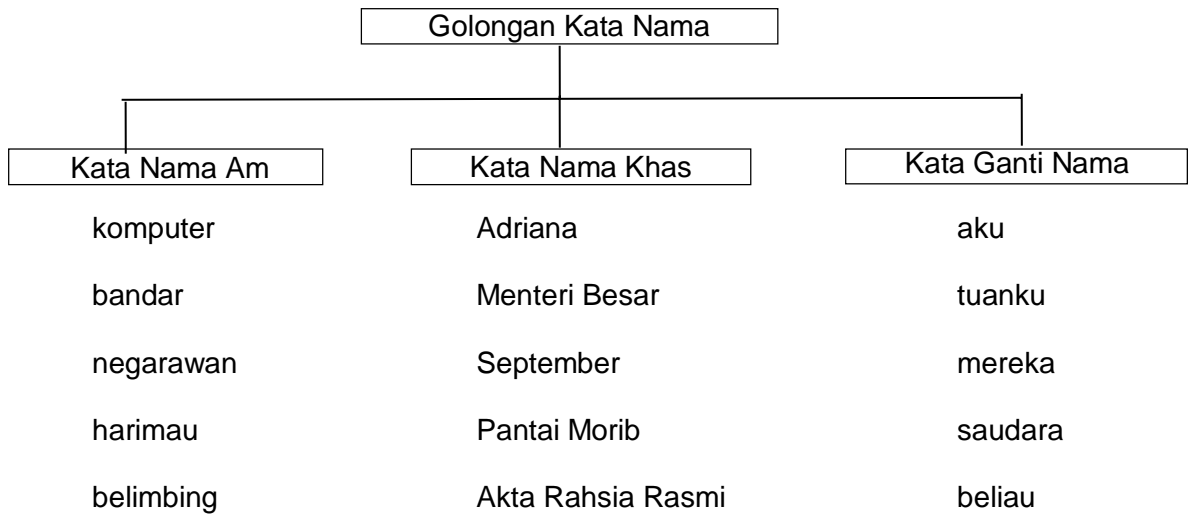 Golongan Kata Nama
Kata Nama Am Kata Nama Khas Kata Ganti Nama
komputer Adriana aku
bandar Menteri Besar tuanku
negarawan September mereka
harimau Pantai Morib saudara
belimbing Akta Rahsia Rasmi beliau